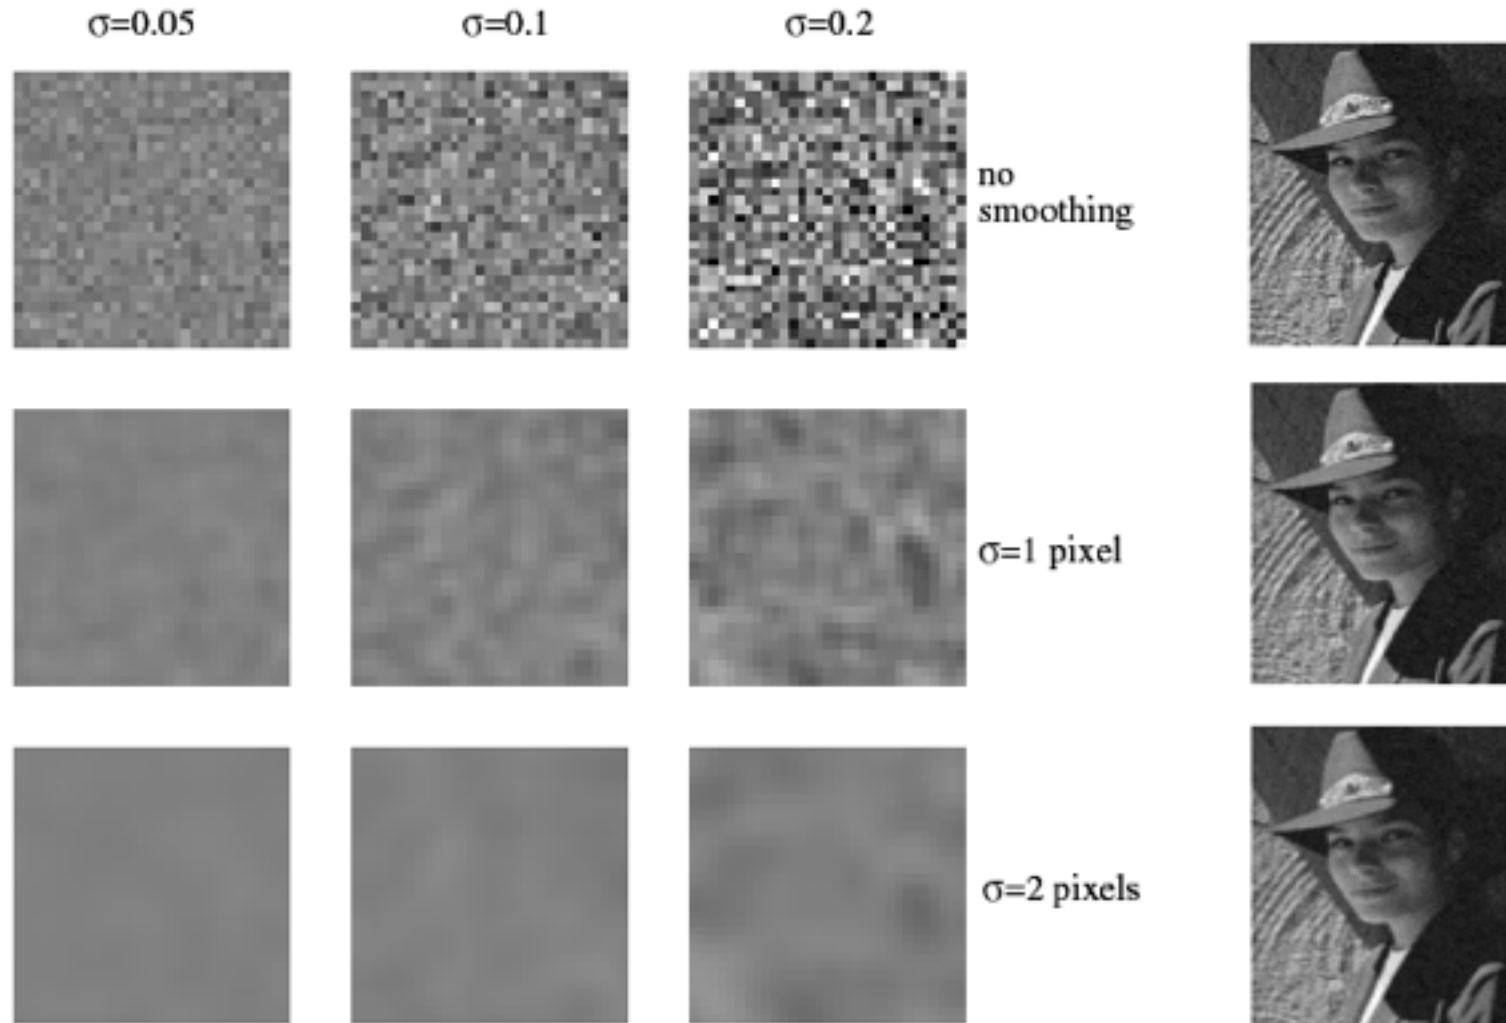 σ=0.05
σ=0.1
σ=0.2
no
smoothing
σ=1 pixel
σ=2 pixels